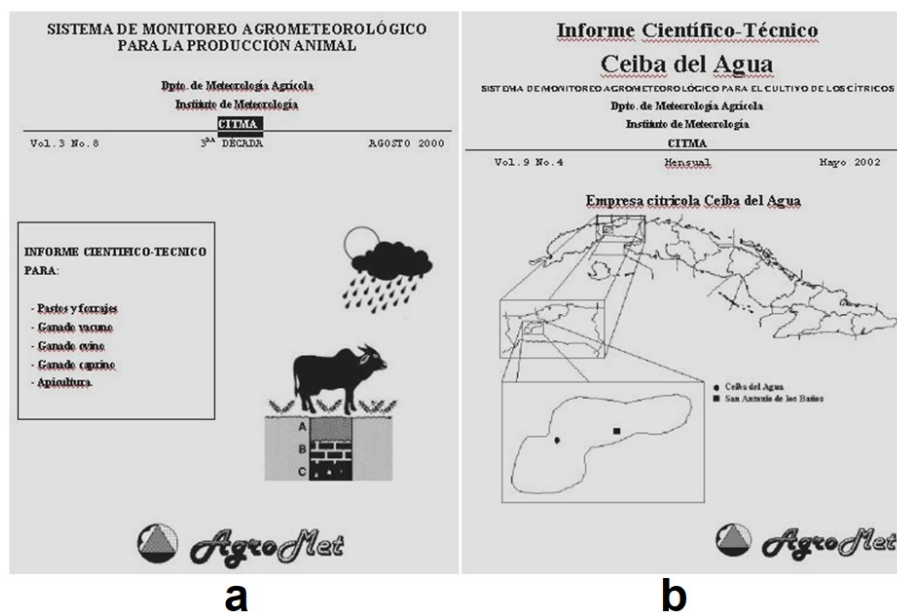 SISTEMA DE MONITOREO AGROMETEOROLÓGICO
PARA LA PRODUCCIÓN ANIMAL
Dpto. de Meteorología Agrícola
Instituto de Meteorología
CITMA
Vol.3 No.8 3ᴿᴬ DÉCADA AGOSTO 2000
INFORME CIENTIFICO-TECNICO
PARA:
- Pastos y forrajes
- Ganado vacuno
- Ganado ovino
- Ganado caprino
- Apicultura.
A
B
C
AgroMet
a
Informe Científico-Técnico
Ceiba del Agua
SISTEMA DE MONITOREO AGROMETEOROLÓGICO PARA EL CULTIVO DE LOS CÍTRICOS
Dpto. de Meteorología Agrícola
Instituto de Meteorología
CITMA
Vol.9 No.4 Mensual Mayo 2002
Empresa citrícola Ceiba del Agua
Ceiba del Agua
San Antonio de los Baños
AgroMet
b